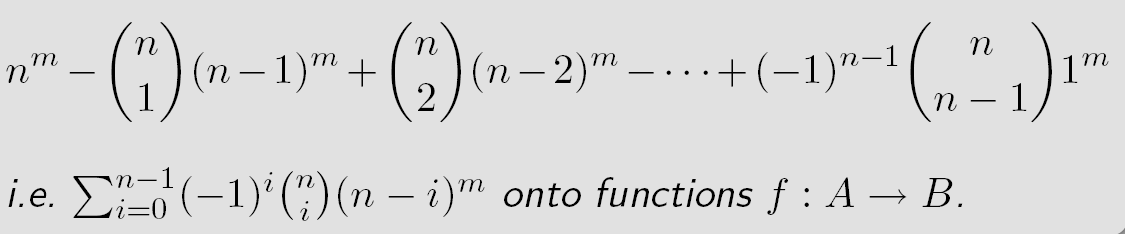 n^m − \binom{n}{1}(n − 1)^m + \binom{n}{2}(n − 2)^m − ··· + (−1)^{n−1}\binom{n}{n − 1}1^m
i.e. \sum_{i=0}^{n−1}(−1)^i\binom{n}{i}(n − i)^m onto functions f : A → B.